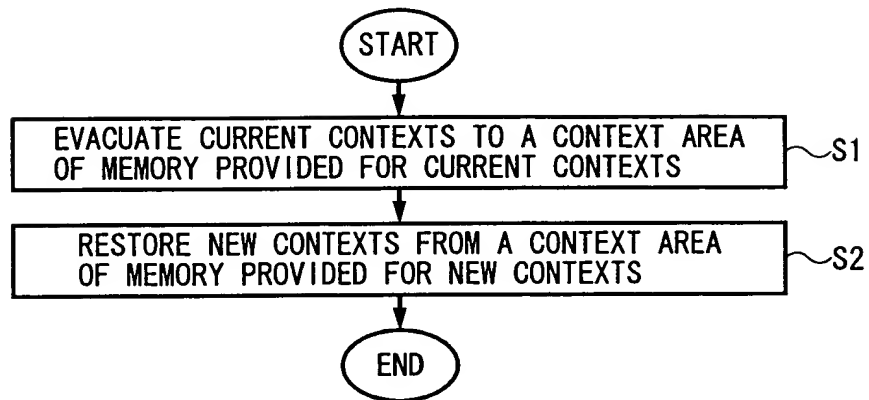 START
EVACUATE CURRENT CONTEXTS TO A CONTEXT AREA
OF MEMORY PROVIDED FOR CURRENT CONTEXTS
S1
RESTORE NEW CONTEXTS FROM A CONTEXT AREA
OF MEMORY PROVIDED FOR NEW CONTEXTS
S2
END